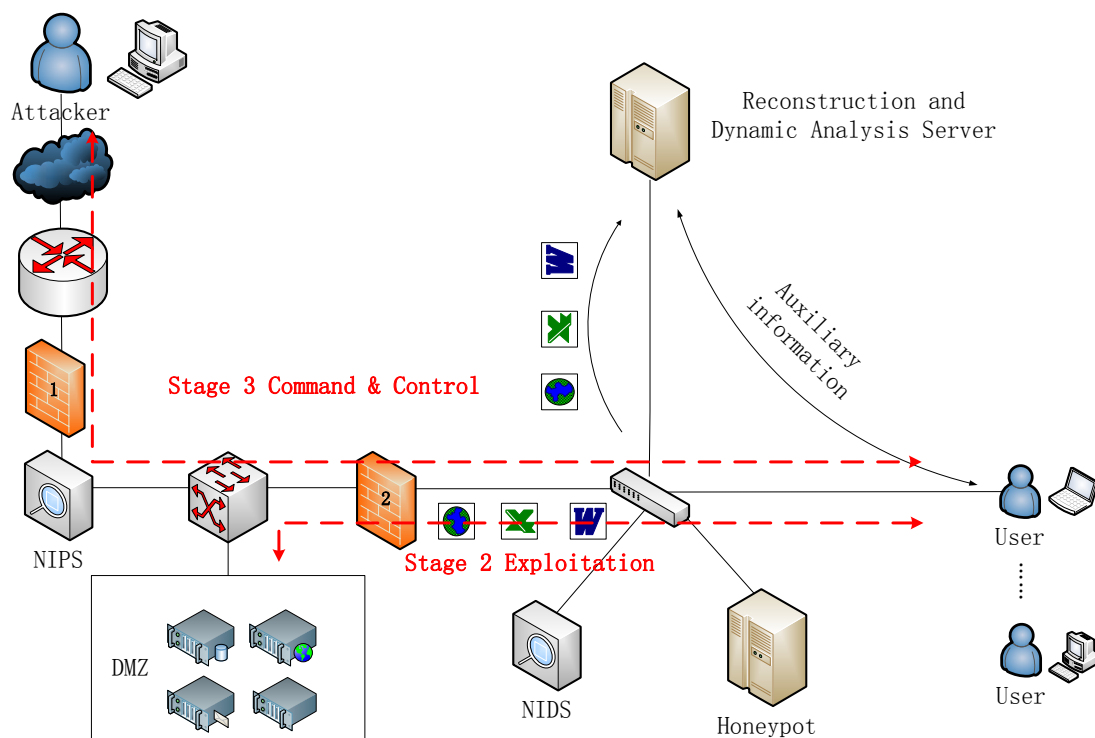 Attacker
Reconstruction and
Dynamic Analysis Server
W
X
Auxiliary
information
1
Stage 3 Command & Control
2
X
W
NIPS
Stage 2 Exploitation
User
DMZ
NIDS
Honeypot
User